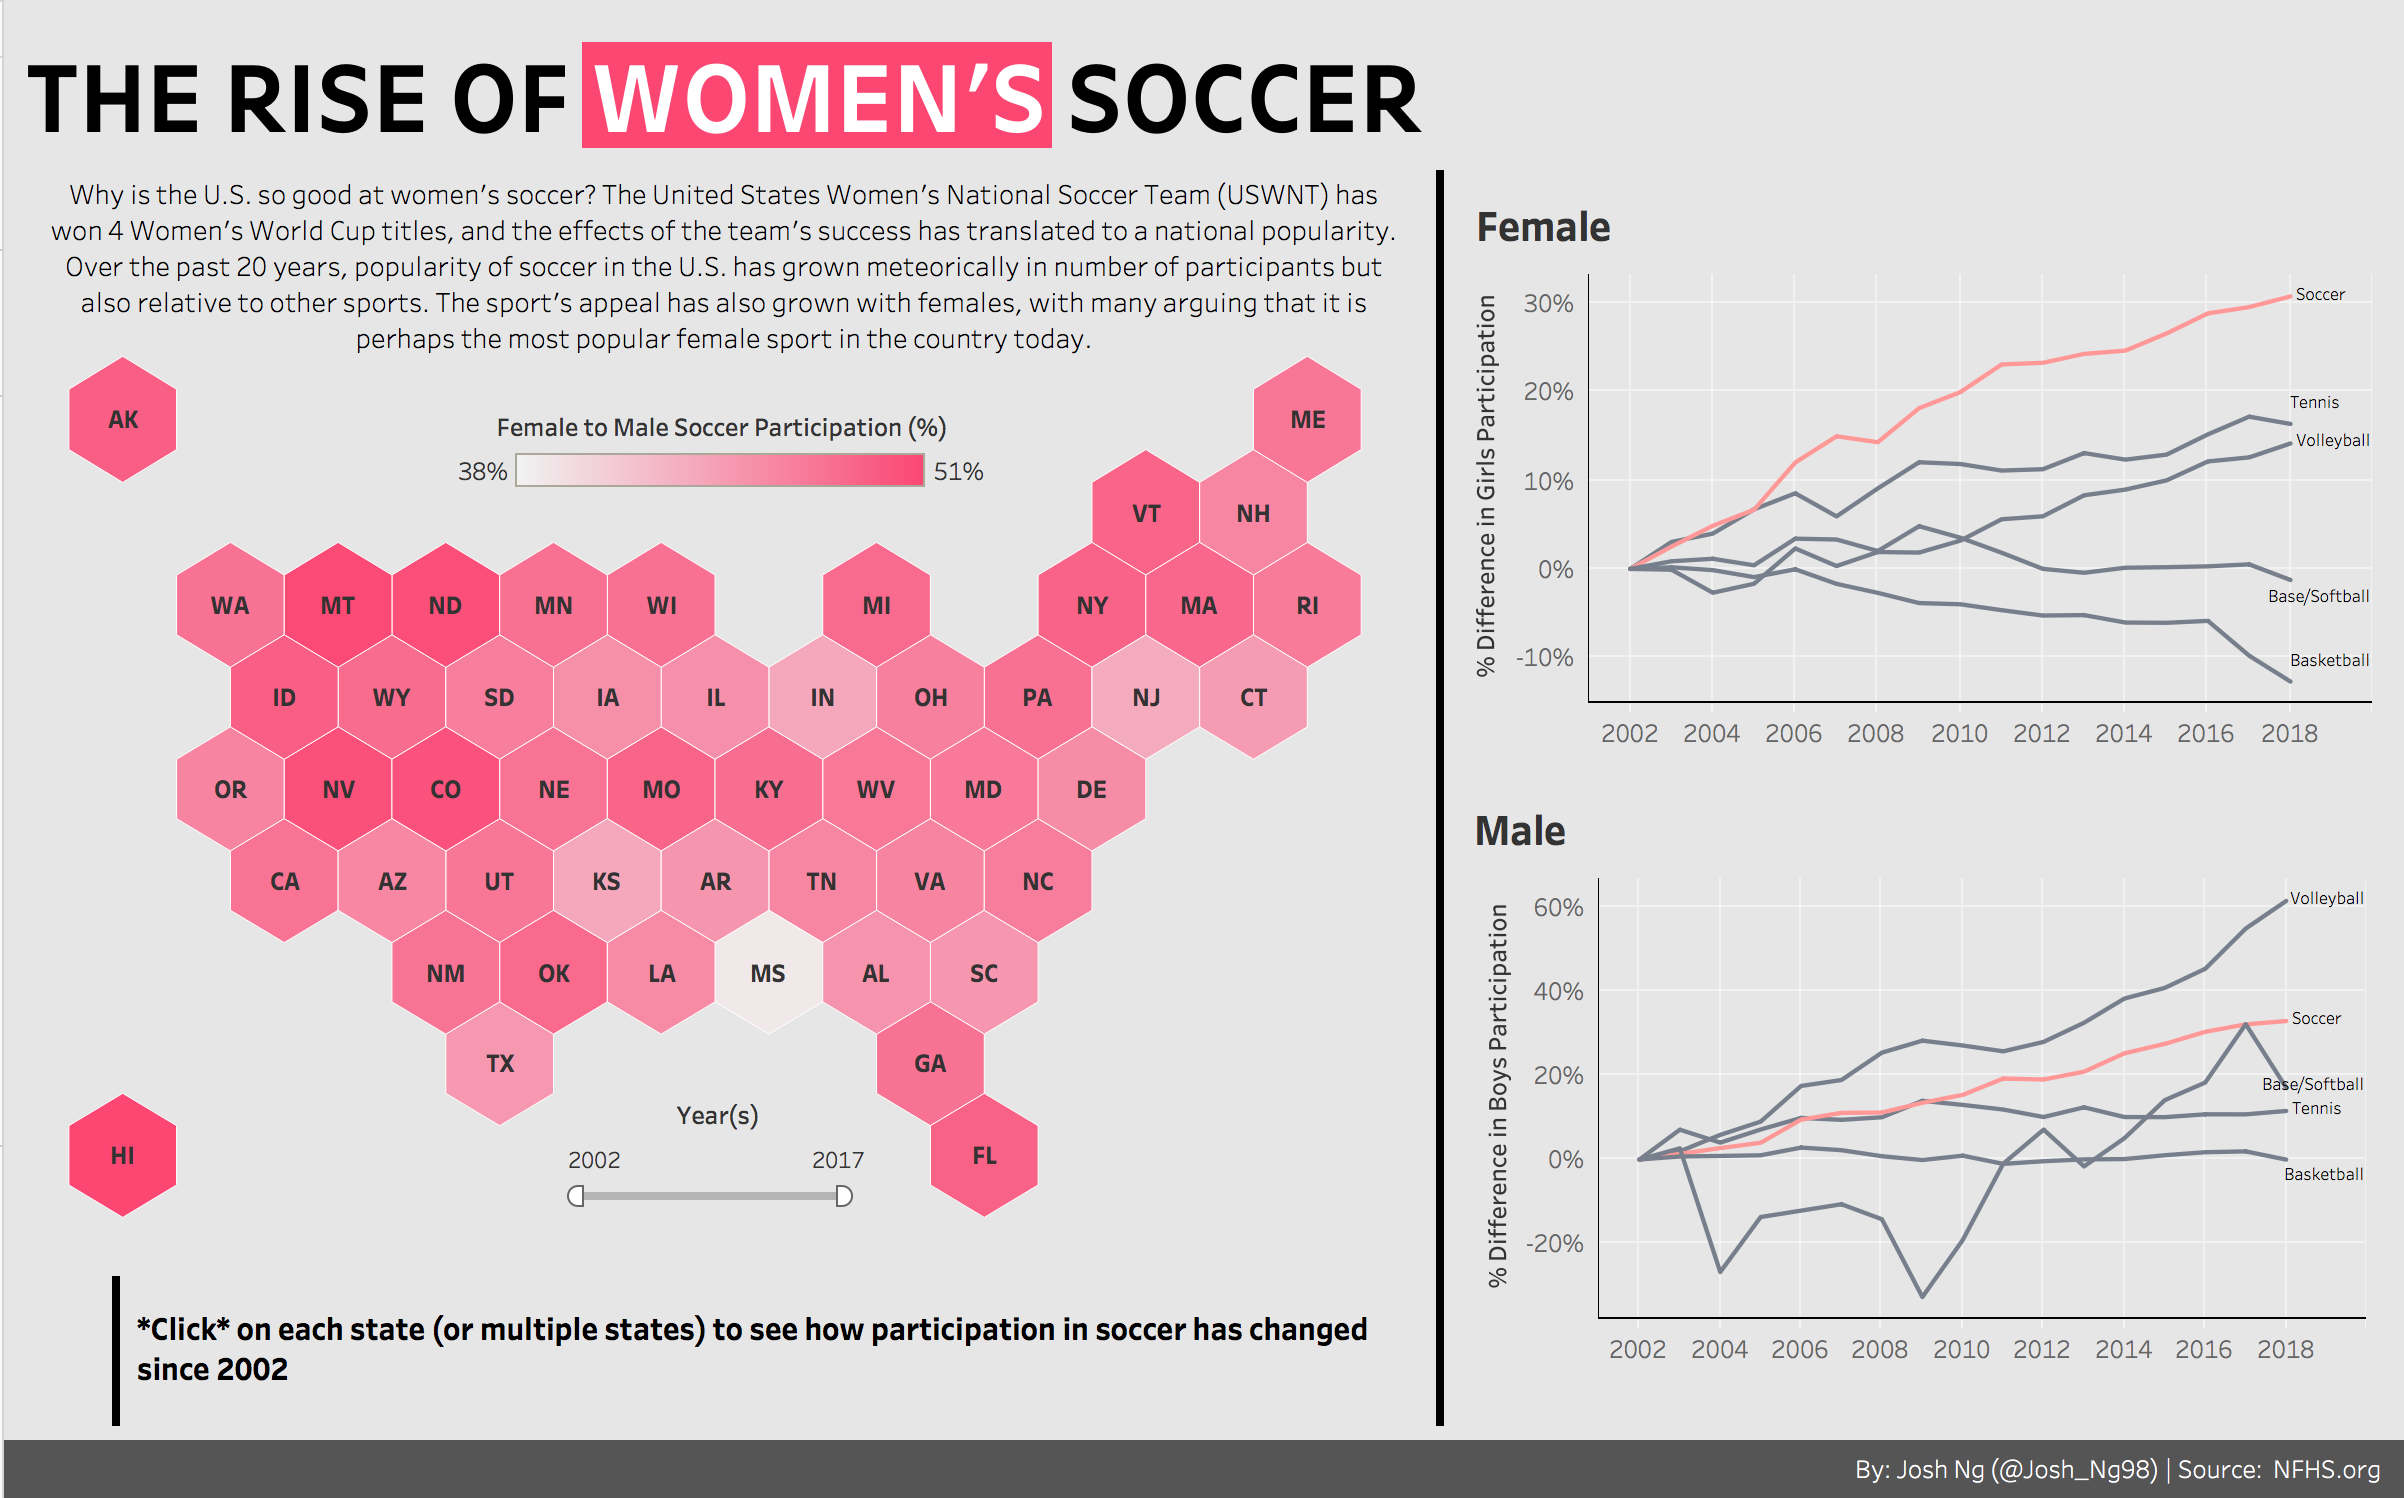 THE RISE OF WOMEN'S SOCCER
Why is the U.S. so good at women's soccer? The United States Women's National Soccer Team (USWNT) has
won 4 Women's World Cup titles, and the effects of the team's success has translated to a national popularity.
Over the past 20 years, popularity of soccer in the U.S. has grown meteorically in number of participants but
also relative to other sports. The sport's appeal has also grown with females, with many arguing that it is
perhaps the most popular female sport in the country today.
Female to Male Soccer Participation (%)
38% 51%
AK ME
VT NH
WA MT ND MN WI MI NY MA RI
ID WY SD IA IL IN OH PA NJ CT
OR NV CO NE MO KY WV MD DE
CA AZ UT KS AR TN VA NC
NM OK LA MS AL SC
TX GA
HI FL
Year(s)
2002 2017
*Click* on each state (or multiple states) to see how participation in soccer has changed
since 2002
Female
% Difference in Girls Participation
30%
20%
10%
0%
-10%
Soccer
Tennis
Volleyball
Base/Softball
Basketball
2002 2004 2006 2008 2010 2012 2014 2016 2018
Male
% Difference in Boys Participation
60%
40%
20%
0%
-20%
Volleyball
Soccer
Base/Softball
Tennis
Basketball
2002 2004 2006 2008 2010 2012 2014 2016 2018
By: Josh Ng (@Josh_Ng98) | Source: NFHS.org